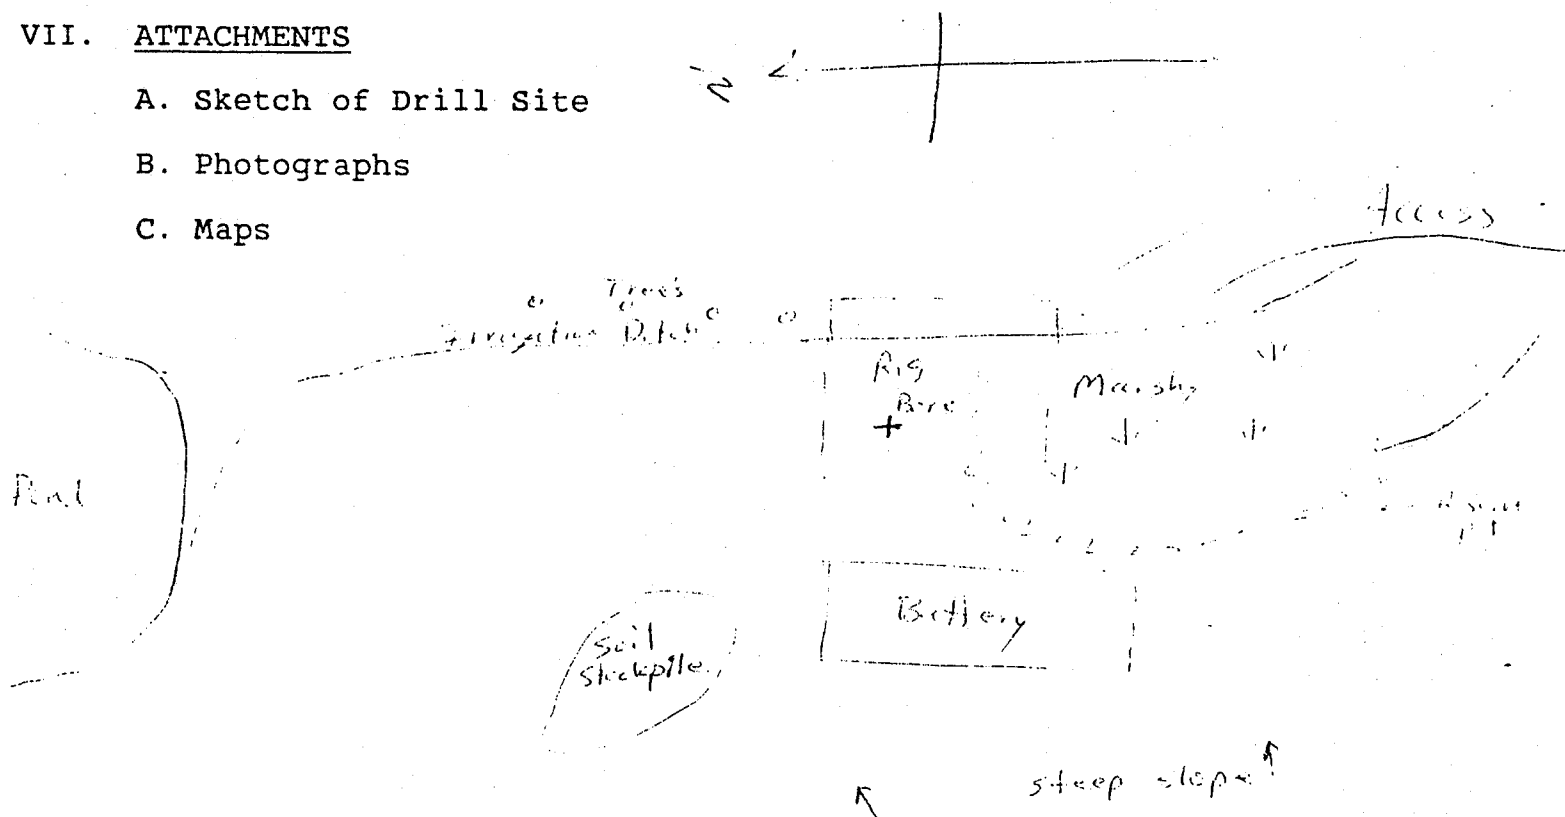 VII. ATTACHMENTS
A. Sketch of Drill Site
B. Photographs
C. Maps
N
Access
Trees
Irrigation Ditch
Rig
Bore
Marshy
Battery
Soil
Stockpile
steep slope